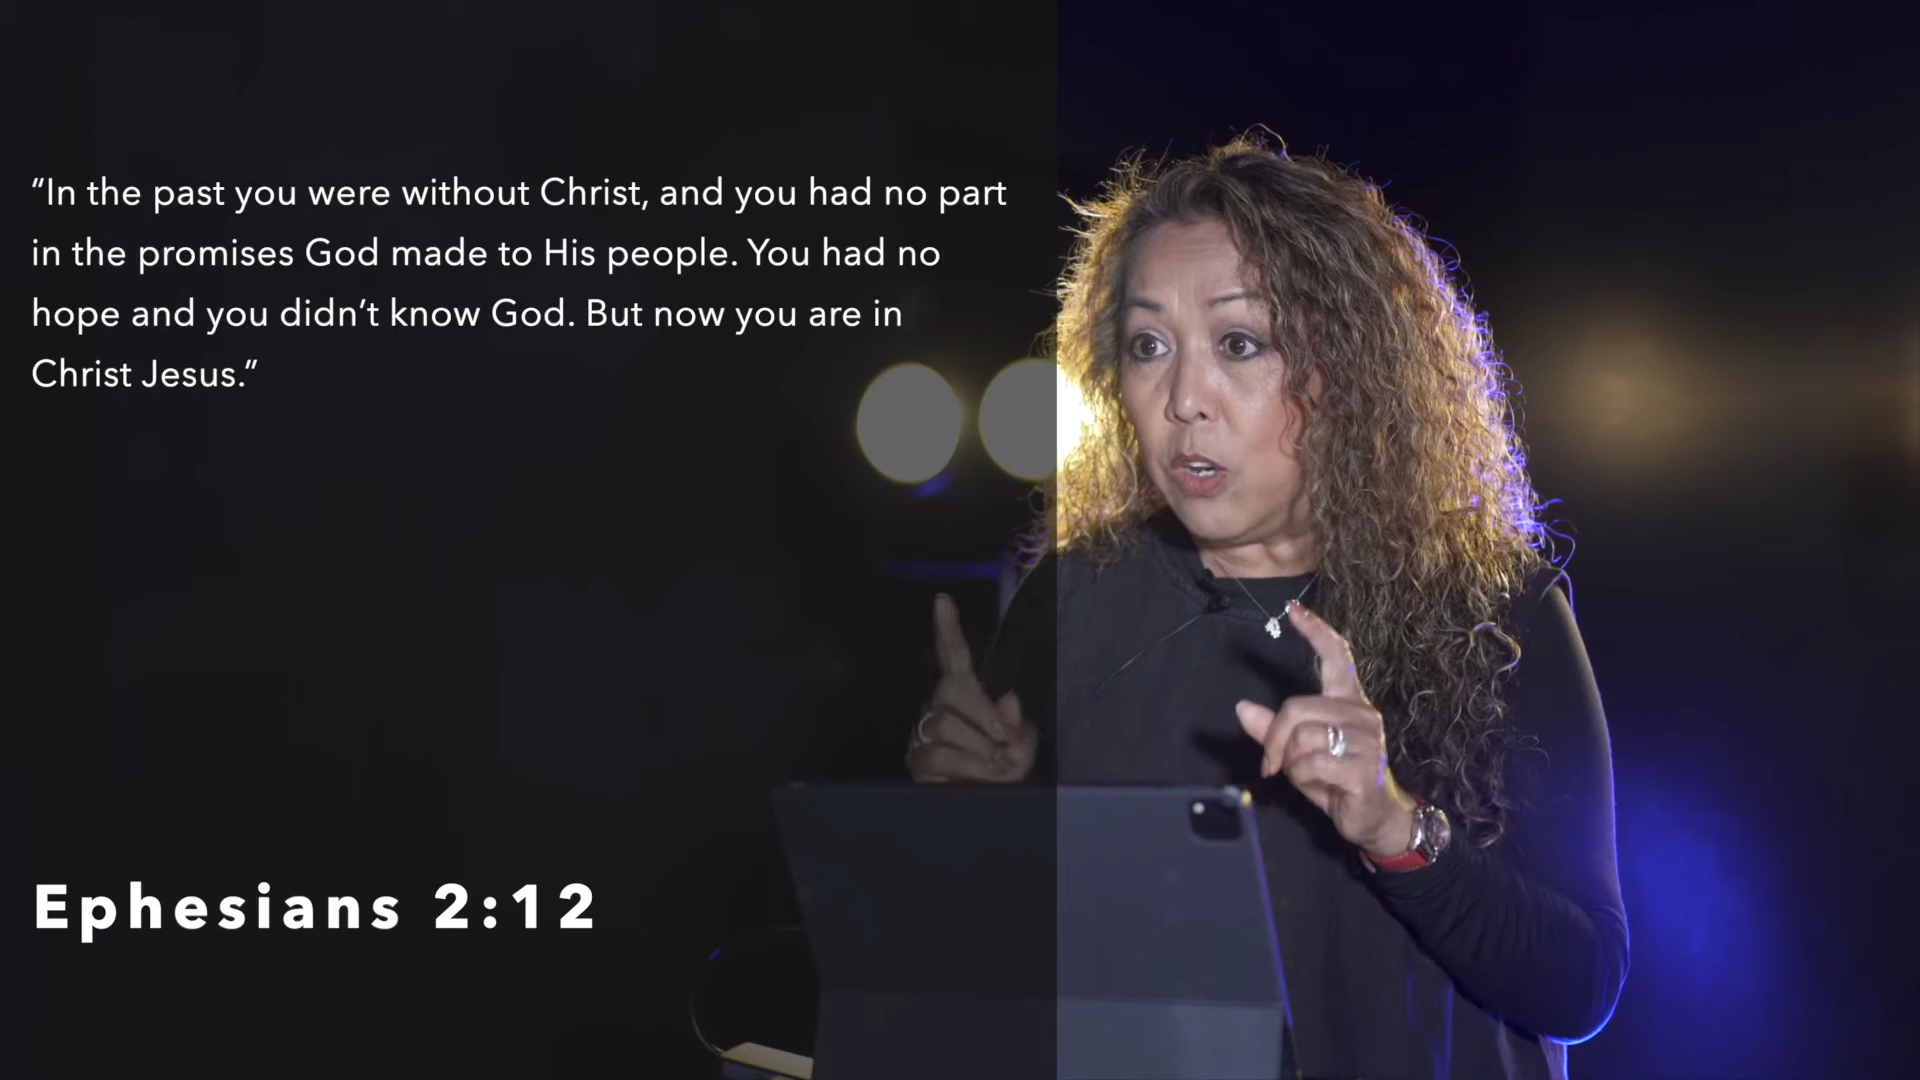 “In the past you were without Christ, and you had no part
in the promises God made to His people. You had no
hope and you didn’t know God. But now you are in
Christ Jesus.”
Ephesians 2:12